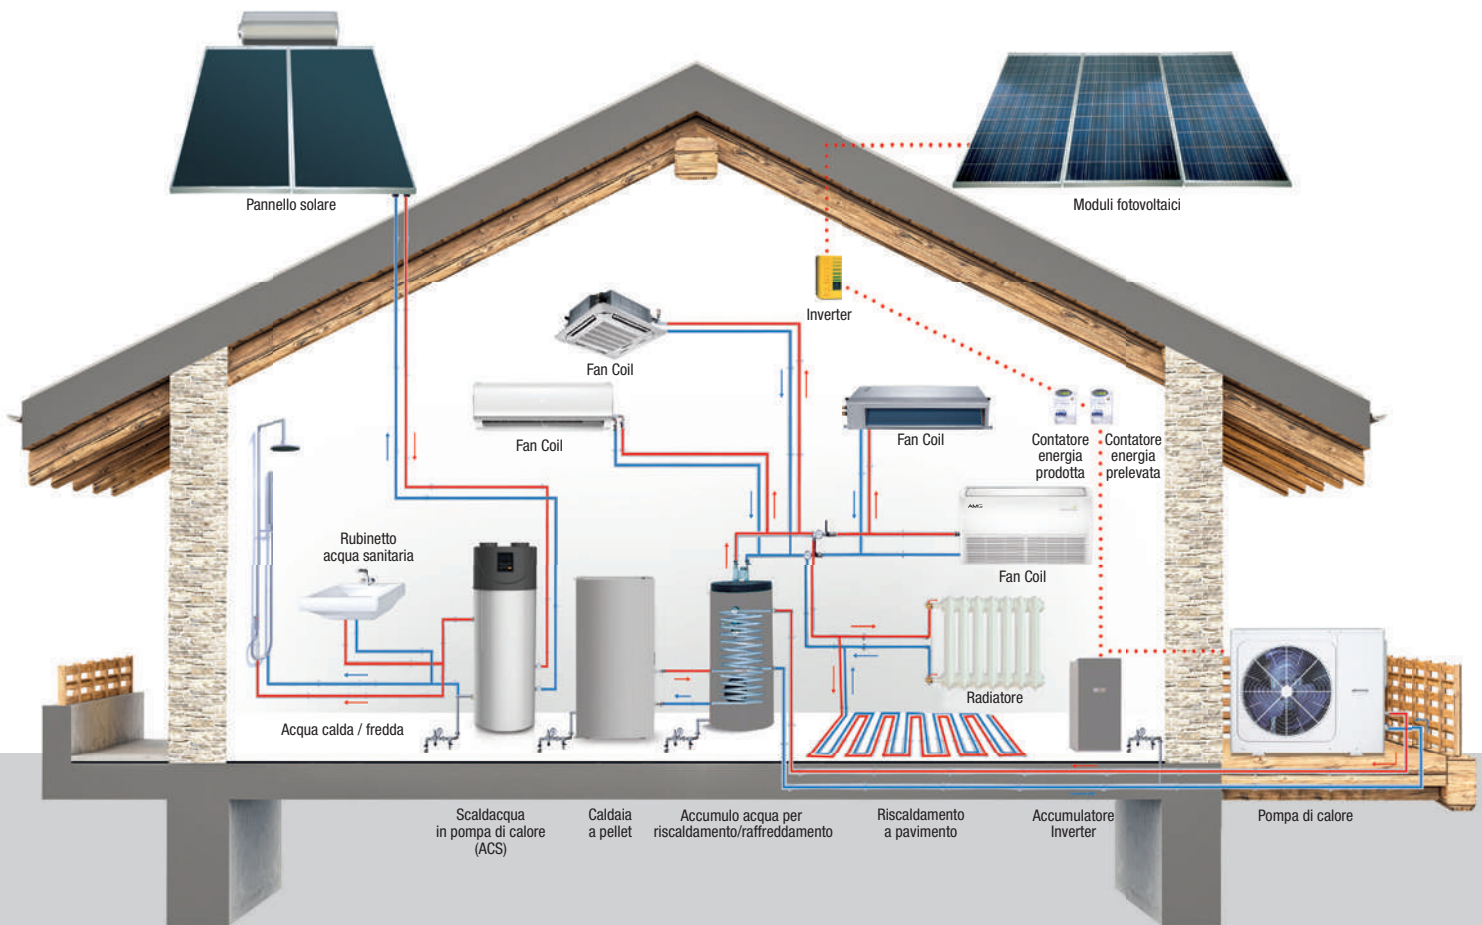 Pannello solare
Moduli fotovoltaici
Inverter
Fan Coil
Fan Coil
Fan Coil
Contatore
energia
prodotta
Contatore
energia
prelevata
AMG
Fan Coil
Rubinetto
acqua sanitaria
Radiatore
Acqua calda / fredda
Scaldacqua
in pompa di calore
(ACS)
Caldaia
a pellet
Accumulo acqua per
riscaldamento/raffreddamento
Riscaldamento
a pavimento
Accumulatore
Inverter
Pompa di calore